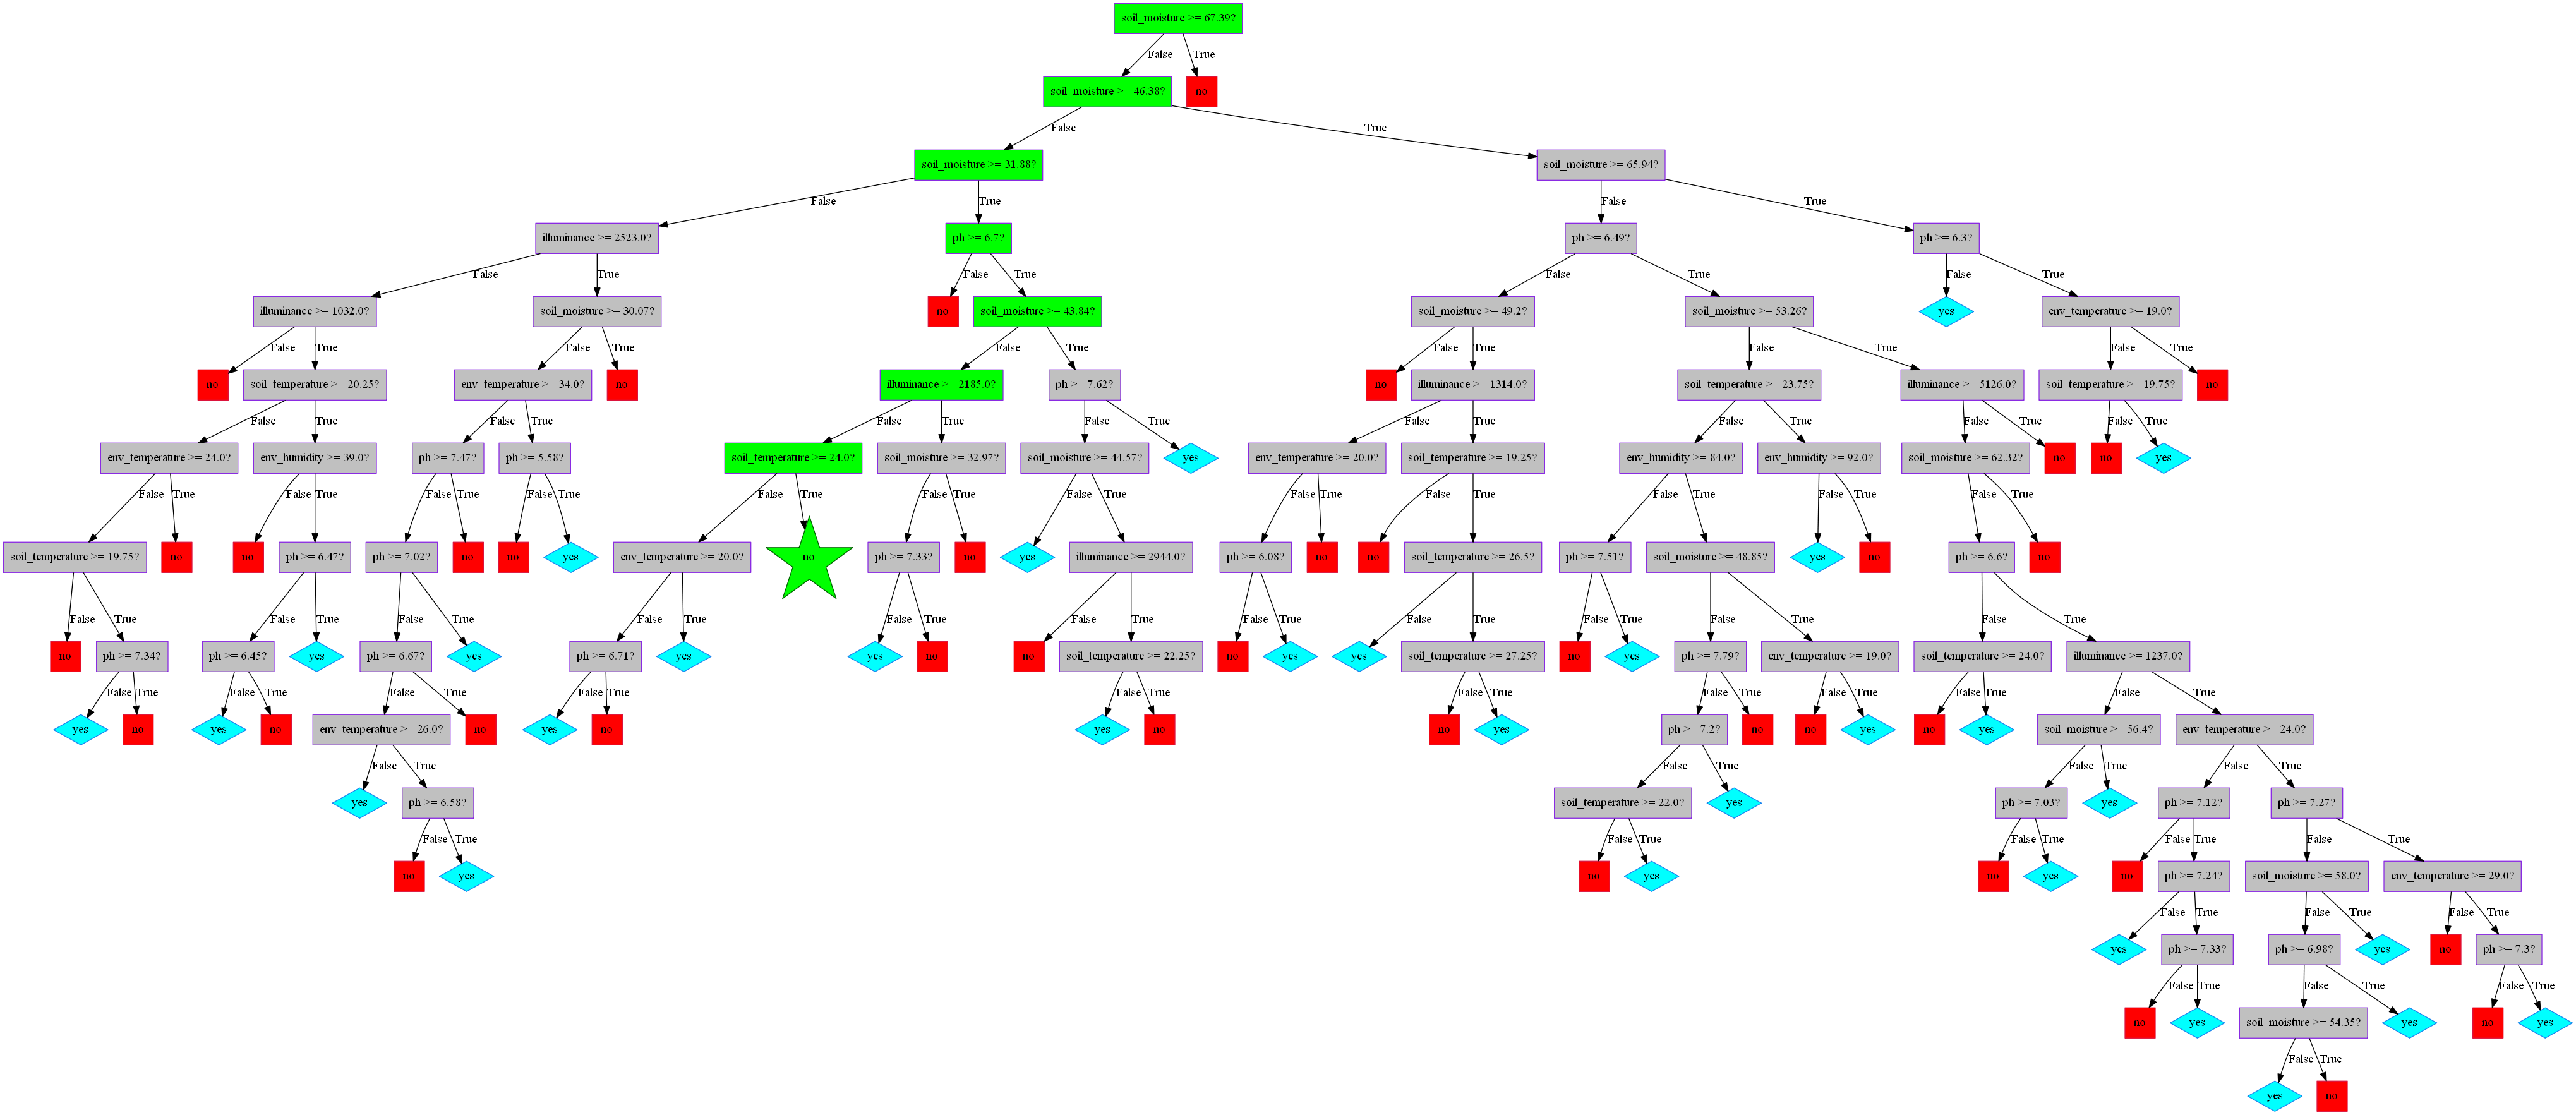 soil_moisture >= 67.39?
False
True
soil_moisture >= 46.38?
no
False
True
soil_moisture >= 31.88?
soil_moisture >= 65.94?
False
True
False
True
illuminance >= 2523.0?
ph >= 6.7?
ph >= 6.49?
ph >= 6.3?
False
True
False
True
False
True
False
True
illuminance >= 1032.0?
soil_moisture >= 30.07?
no
soil_moisture >= 43.84?
soil_moisture >= 49.2?
soil_moisture >= 53.26?
yes
env_temperature >= 19.0?
False
True
False
True
False
True
False
True
False
True
False
True
no
soil_temperature >= 20.25?
env_temperature >= 34.0?
no
illuminance >= 2185.0?
ph >= 7.62?
no
illuminance >= 1314.0?
soil_temperature >= 23.75?
illuminance >= 5126.0?
soil_temperature >= 19.75?
no
False
True
False
True
False
True
False
True
False
True
False
True
False
True
False
True
env_temperature >= 24.0?
env_humidity >= 39.0?
ph >= 7.47?
ph >= 5.58?
soil_temperature >= 24.0?
soil_moisture >= 32.97?
soil_moisture >= 44.57?
yes
env_temperature >= 20.0?
soil_temperature >= 19.25?
env_humidity >= 84.0?
env_humidity >= 92.0?
soil_moisture >= 62.32?
no
no
yes
False
True
False
True
False
True
False
True
False
True
False
True
False
True
False
True
False
True
False
True
False
True
False
True
soil_temperature >= 19.75?
no
no
ph >= 6.47?
ph >= 7.02?
no
no
yes
env_temperature >= 20.0?
no
ph >= 7.33?
no
yes
illuminance >= 2944.0?
ph >= 6.08?
no
no
soil_temperature >= 26.5?
ph >= 7.51?
soil_moisture >= 48.85?
yes
no
ph >= 6.6?
no
False
True
False
True
False
True
False
True
False
True
False
True
False
True
False
True
False
True
False
True
False
True
no
ph >= 7.34?
ph >= 6.45?
yes
ph >= 6.67?
yes
ph >= 6.71?
yes
yes
no
no
soil_temperature >= 22.25?
no
yes
yes
soil_temperature >= 27.25?
no
yes
ph >= 7.79?
env_temperature >= 19.0?
soil_temperature >= 24.0?
illuminance >= 1237.0?
False
True
False
True
False
True
False
True
False
True
False
True
False
True
False
True
False
True
False
True
yes
no
yes
no
env_temperature >= 26.0?
no
yes
no
yes
no
no
yes
ph >= 7.2?
no
no
yes
no
yes
soil_moisture >= 56.4?
env_temperature >= 24.0?
False
True
False
True
False
True
False
True
yes
ph >= 6.58?
soil_temperature >= 22.0?
yes
ph >= 7.03?
yes
ph >= 7.12?
ph >= 7.27?
False
True
False
True
False
True
False
True
False
True
no
yes
no
yes
no
yes
no
ph >= 7.24?
soil_moisture >= 58.0?
env_temperature >= 29.0?
False
True
False
True
False
True
yes
ph >= 7.33?
ph >= 6.98?
yes
no
ph >= 7.3?
False
True
False
True
False
True
no
yes
soil_moisture >= 54.35?
yes
no
yes
False
True
yes
no